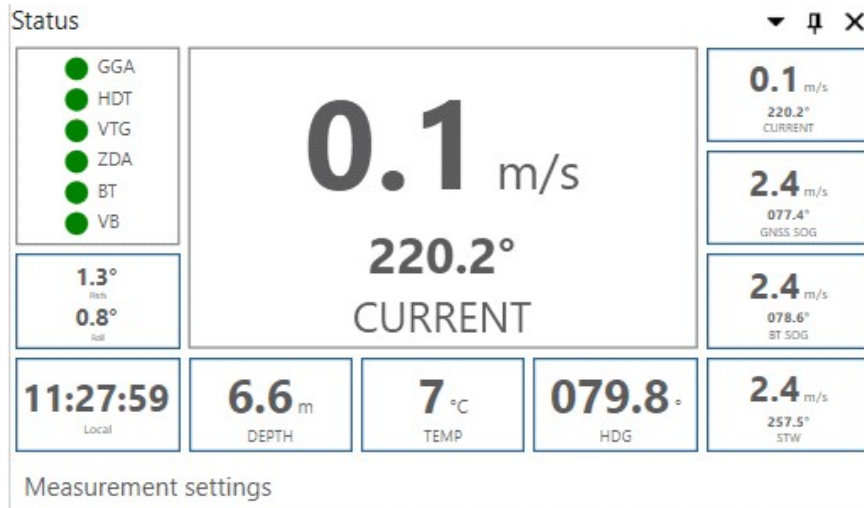 Status
GGA
HDT
VTG
ZDA
BT
VB
0.1 m/s
220.2°
CURRENT
0.1 m/s
220.2°
CURRENT
2.4 m/s
077.4°
GNSS SOG
1.3°
Pitch
0.8°
Roll
2.4 m/s
078.6°
BT SOG
11:27:59
Local
6.6 m
DEPTH
7 °C
TEMP
079.8 °
HDG
2.4 m/s
257.5°
STW
Measurement settings